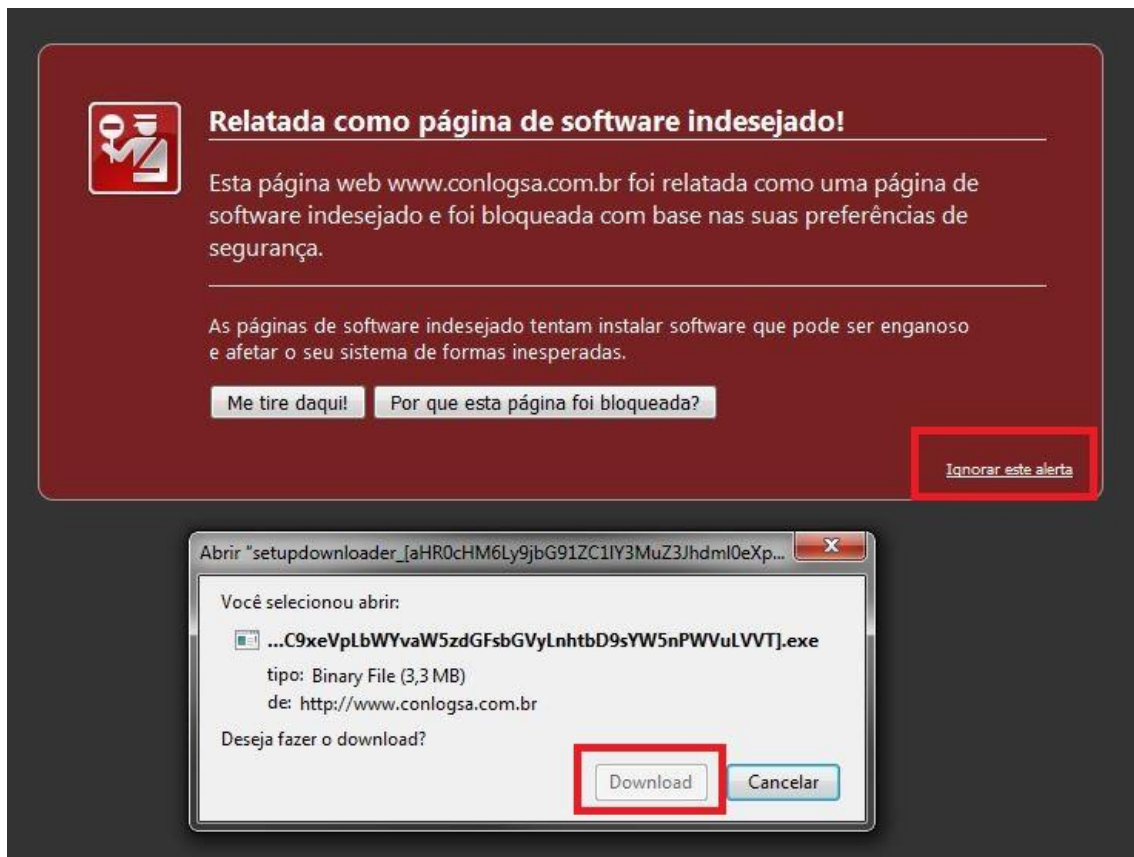 Relatada como página de software indesejado!
Esta página web www.conlogsa.com.br foi relatada como uma página de
software indesejado e foi bloqueada com base nas suas preferências de
segurança.
As páginas de software indesejado tentam instalar software que pode ser enganoso
e afetar o seu sistema de formas inesperadas.
Me tire daqui! Por que esta página foi bloqueada?
Ignorar este alerta
Abrir "setupdownloader_[aHR0cHM6Ly9jbG91ZC1lY3MuZ3Jhdml0eXp...
Você selecionou abrir:
...C9xeVpLbWYvaW5zdGFsbGVyLnhtbD9sYW5nPWVuLVVT].exe
tipo: Binary File (3,3 MB)
de: http://www.conlogsa.com.br
Deseja fazer o download?
Download Cancelar